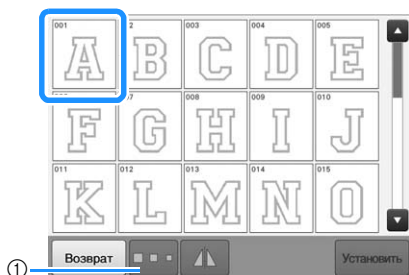 001 2 003 004 005
A B C D E
7 008 009 010
F G H I J
011 012 013 014 015
K L M N O
① Возврат Установить